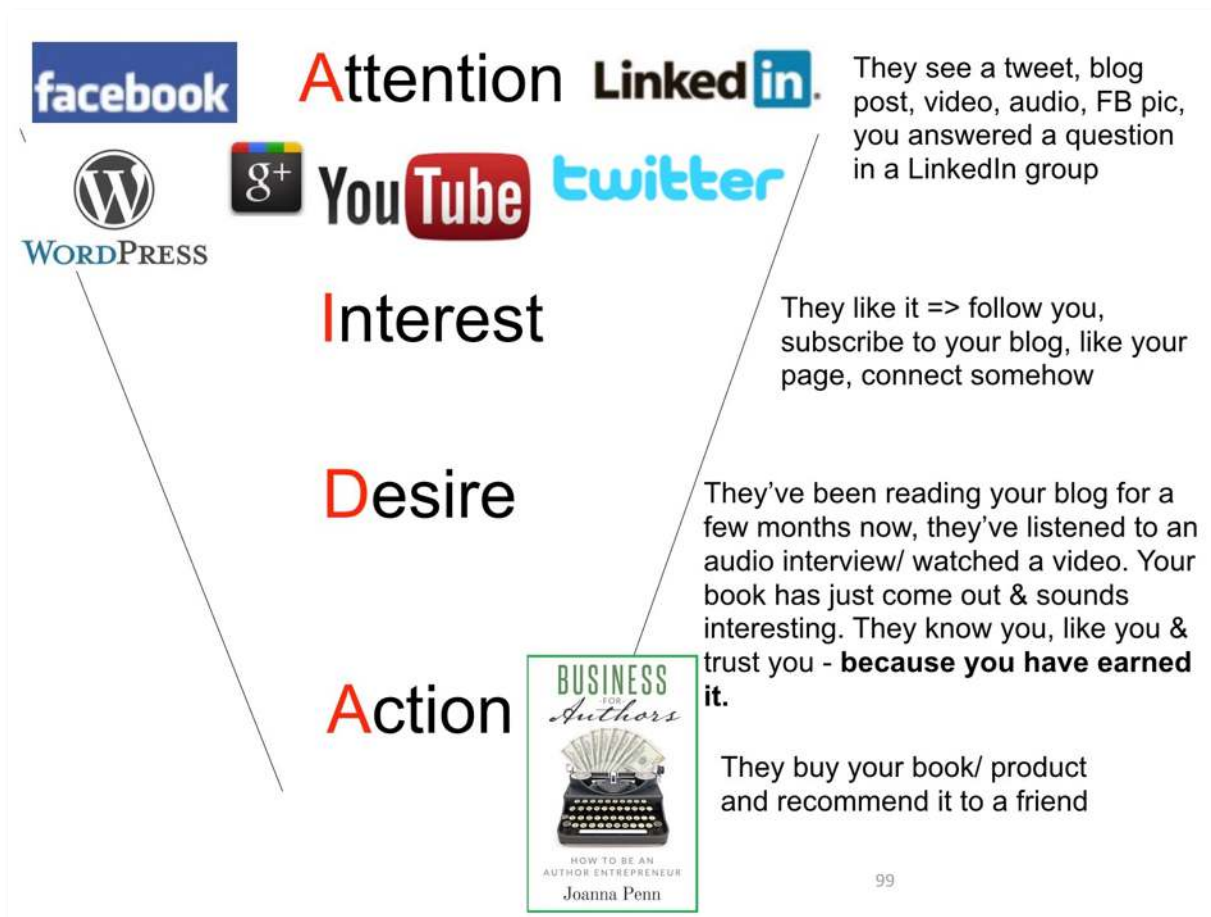 facebook
Attention
Linked in.
They see a tweet, blog
post, video, audio, FB pic,
you answered a question
in a LinkedIn group
WORDPRESS
g+
YouTube
twitter
Interest
They like it => follow you,
subscribe to your blog, like your
page, connect somehow
Desire
They've been reading your blog for a
few months now, they've listened to an
audio interview/ watched a video. Your
book has just come out & sounds
interesting. They know you, like you &
trust you - because you have earned
it.
Action
BUSINESS
-FOR-
Authors
HOW TO BE AN
AUTHOR ENTREPRENEUR
Joanna Penn
They buy your book/ product
and recommend it to a friend
99